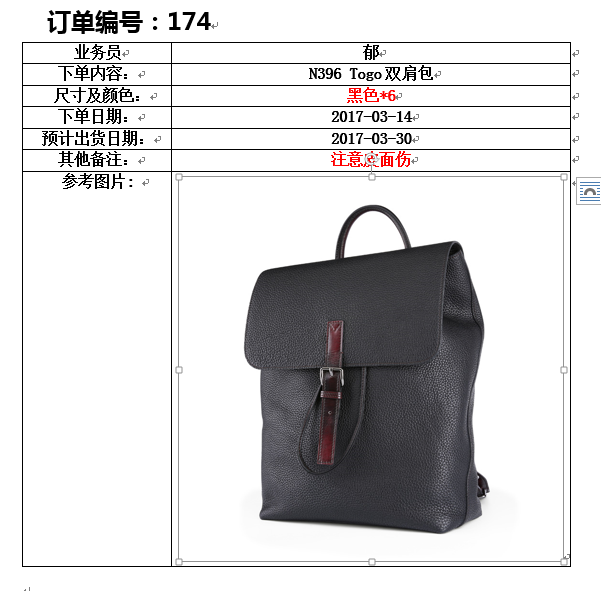 订单编号：174
业务员 郁
下单内容： N396 Togo双肩包
尺寸及颜色： 黑色*6
下单日期： 2017-03-14
预计出货日期： 2017-03-30
其他备注： 注意 面伤
参考图片: